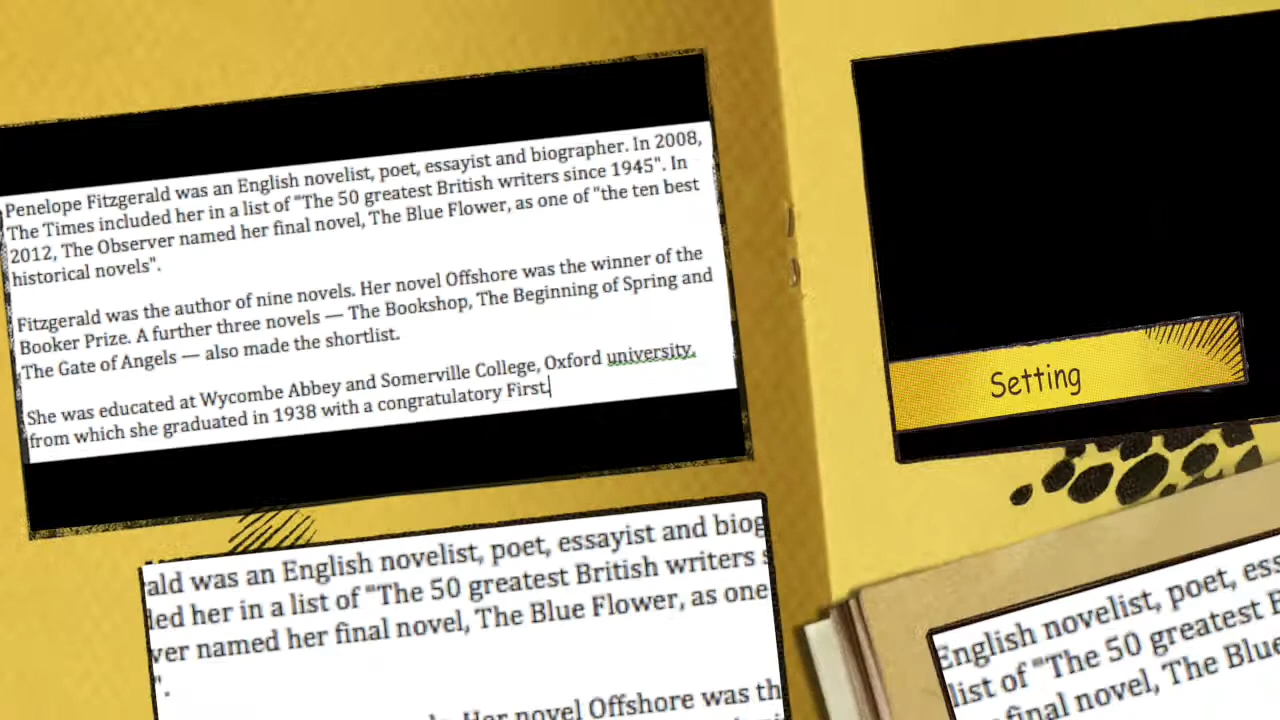 Penelope Fitzgerald was an English novelist, poet, essayist and biographer. In 2008,
The Times included her in a list of "The 50 greatest British writers since 1945". In
2012, The Observer named her final novel, The Blue Flower, as one of "the ten best
historical novels".
Fitzgerald was the author of nine novels. Her novel Offshore was the winner of the
Booker Prize. A further three novels — The Bookshop, The Beginning of Spring and
The Gate of Angels — also made the shortlist.
She was educated at Wycombe Abbey and Somerville College, Oxford university.
from which she graduated in 1938 with a congratulatory First
Setting
ald was an English novelist, poet, essayist and biog
led her in a list of "The 50 greatest British writers s
ver named her final novel, The Blue Flower, as one
".
Her novel Offshore was th
English novelist, poet, ess
list of "The 50 greatest
final novel, The Blue